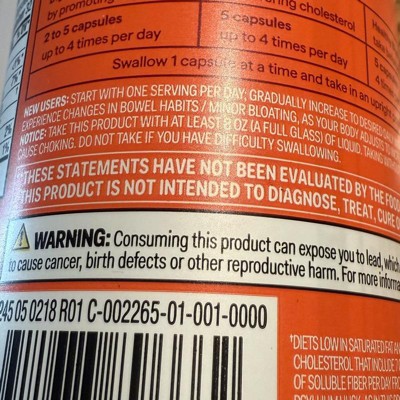 by promoting
ering cholesterol
2 to 5 capsules
up to 4 times per day
5 capsules
up to 4 times per day
Swallow 1 capsule at a time and take in an upright
NEW USERS: START WITH ONE SERVING PER DAY; GRADUALLY INCREASE TO DESIRED
EXPERIENCE CHANGES IN BOWEL HABITS / MINOR BLOATING, AS YOUR BODY ADJUSTS
NOTICE: TAKE THIS PRODUCT WITH AT LEAST 8 OZ (A FULL GLASS) OF LIQUID. TAKING
CAUSE CHOKING. DO NOT TAKE IF YOU HAVE DIFFICULTY SWALLOWING.
*THESE STATEMENTS HAVE NOT BEEN EVALUATED BY THE FOOD
THIS PRODUCT IS NOT INTENDED TO DIAGNOSE, TREAT, CURE
WARNING: Consuming this product can expose you to lead, which
to cause cancer, birth defects or other reproductive harm. For more informa
245 05 0218 R01 C-002265-01-001-0000
†DIETS LOW IN SATURATED FAT
CHOLESTEROL THAT INCLUDE 7
OF SOLUBLE FIBER PER DAY
PSYLLIUM HUSK, AS IN